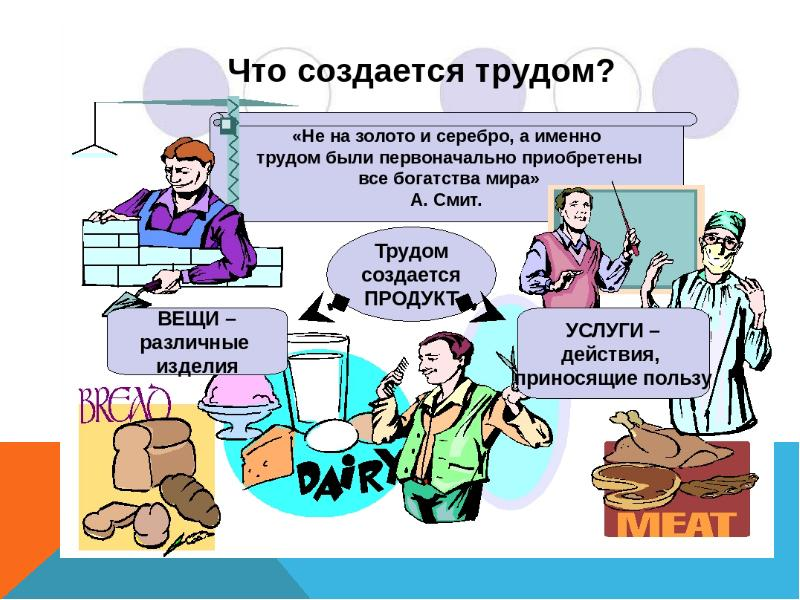 Что создается трудом?
«Не на золото и серебро, а именно
трудом были первоначально приобретены
все богатства мира»
А. Смит.
Трудом
создается
ПРОДУКТ
ВЕЩИ –
различные
изделия
УСЛУГИ –
действия,
приносящие пользу
BREAD
DAIRY
MEAT